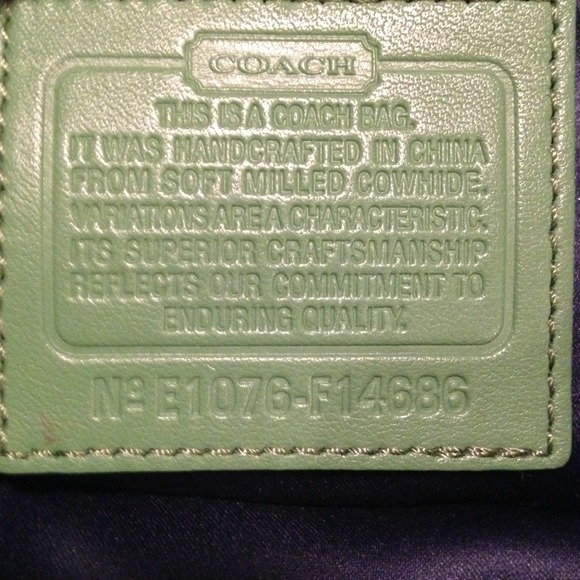 COACH
THIS IS A COACH BAG.
IT WAS HANDCRAFTED IN CHINA
FROM SOFT MILLED COWHIDE.
VARIATIONS ARE A CHARACTERISTIC.
ITS SUPERIOR CRAFTSMANSHIP
REFLECTS OUR COMMITMENT TO
ENDURING QUALITY.
Nº E1076-F14686